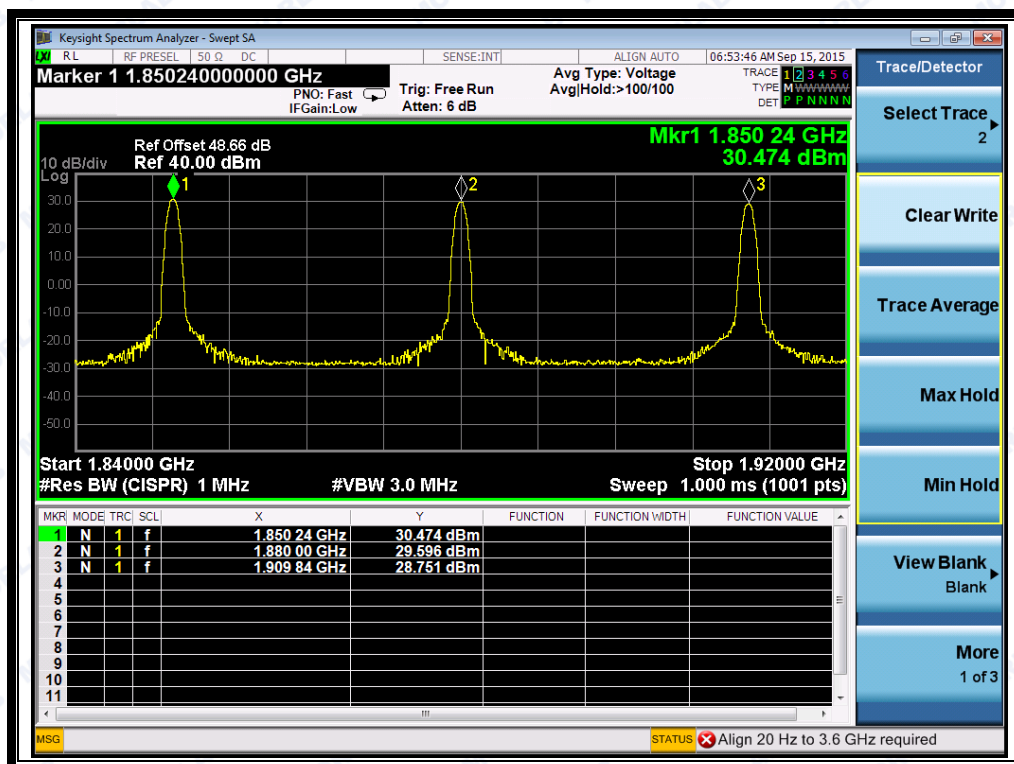 Keysight Spectrum Analyzer - Swept SA
LXI RL RF PRESEL 50 Ω DC SENSE:INT ALIGN AUTO 06:53:46 AM Sep 15, 2015
Marker 1 1.850240000000 GHz
PNO: Fast
IFGain:Low
Trig: Free Run
Atten: 6 dB
Avg Type: Voltage
Avg|Hold:>100/100
TRACE 1 2 3 4 5 6
TYPE M W W W W W
DET P P N N N N
Ref Offset 48.66 dB
10 dB/div Ref 40.00 dBm
Log
Mkr1 1.850 24 GHz
30.474 dBm
1 2 3
30.0
20.0
10.0
0.00
-10.0
-20.0
-30.0
-40.0
-50.0
Start 1.84000 GHz Stop 1.92000 GHz
#Res BW (CISPR) 1 MHz #VBW 3.0 MHz Sweep 1.000 ms (1001 pts)
MKR MODE TRC SCL X Y FUNCTION FUNCTION WIDTH FUNCTION VALUE
1 N 1 f 1.850 24 GHz 30.474 dBm
2 N 1 f 1.880 00 GHz 29.596 dBm
3 N 1 f 1.909 84 GHz 28.751 dBm
4
5
6
7
8
9
10
11
MSG STATUS Align 20 Hz to 3.6 GHz required
Trace/Detector
Select Trace
2
Clear Write
Trace Average
Max Hold
Min Hold
View Blank
Blank
More
1 of 3